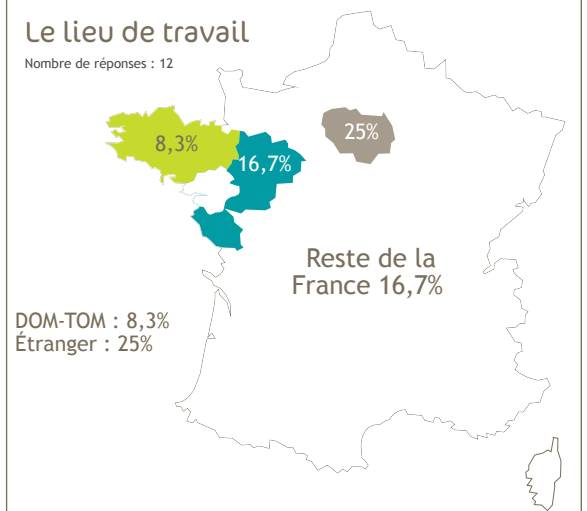 Le lieu de travail
Nombre de réponses : 12
8,3%
16,7%
25%
Reste de la
France 16,7%
DOM-TOM : 8,3%
Étranger : 25%